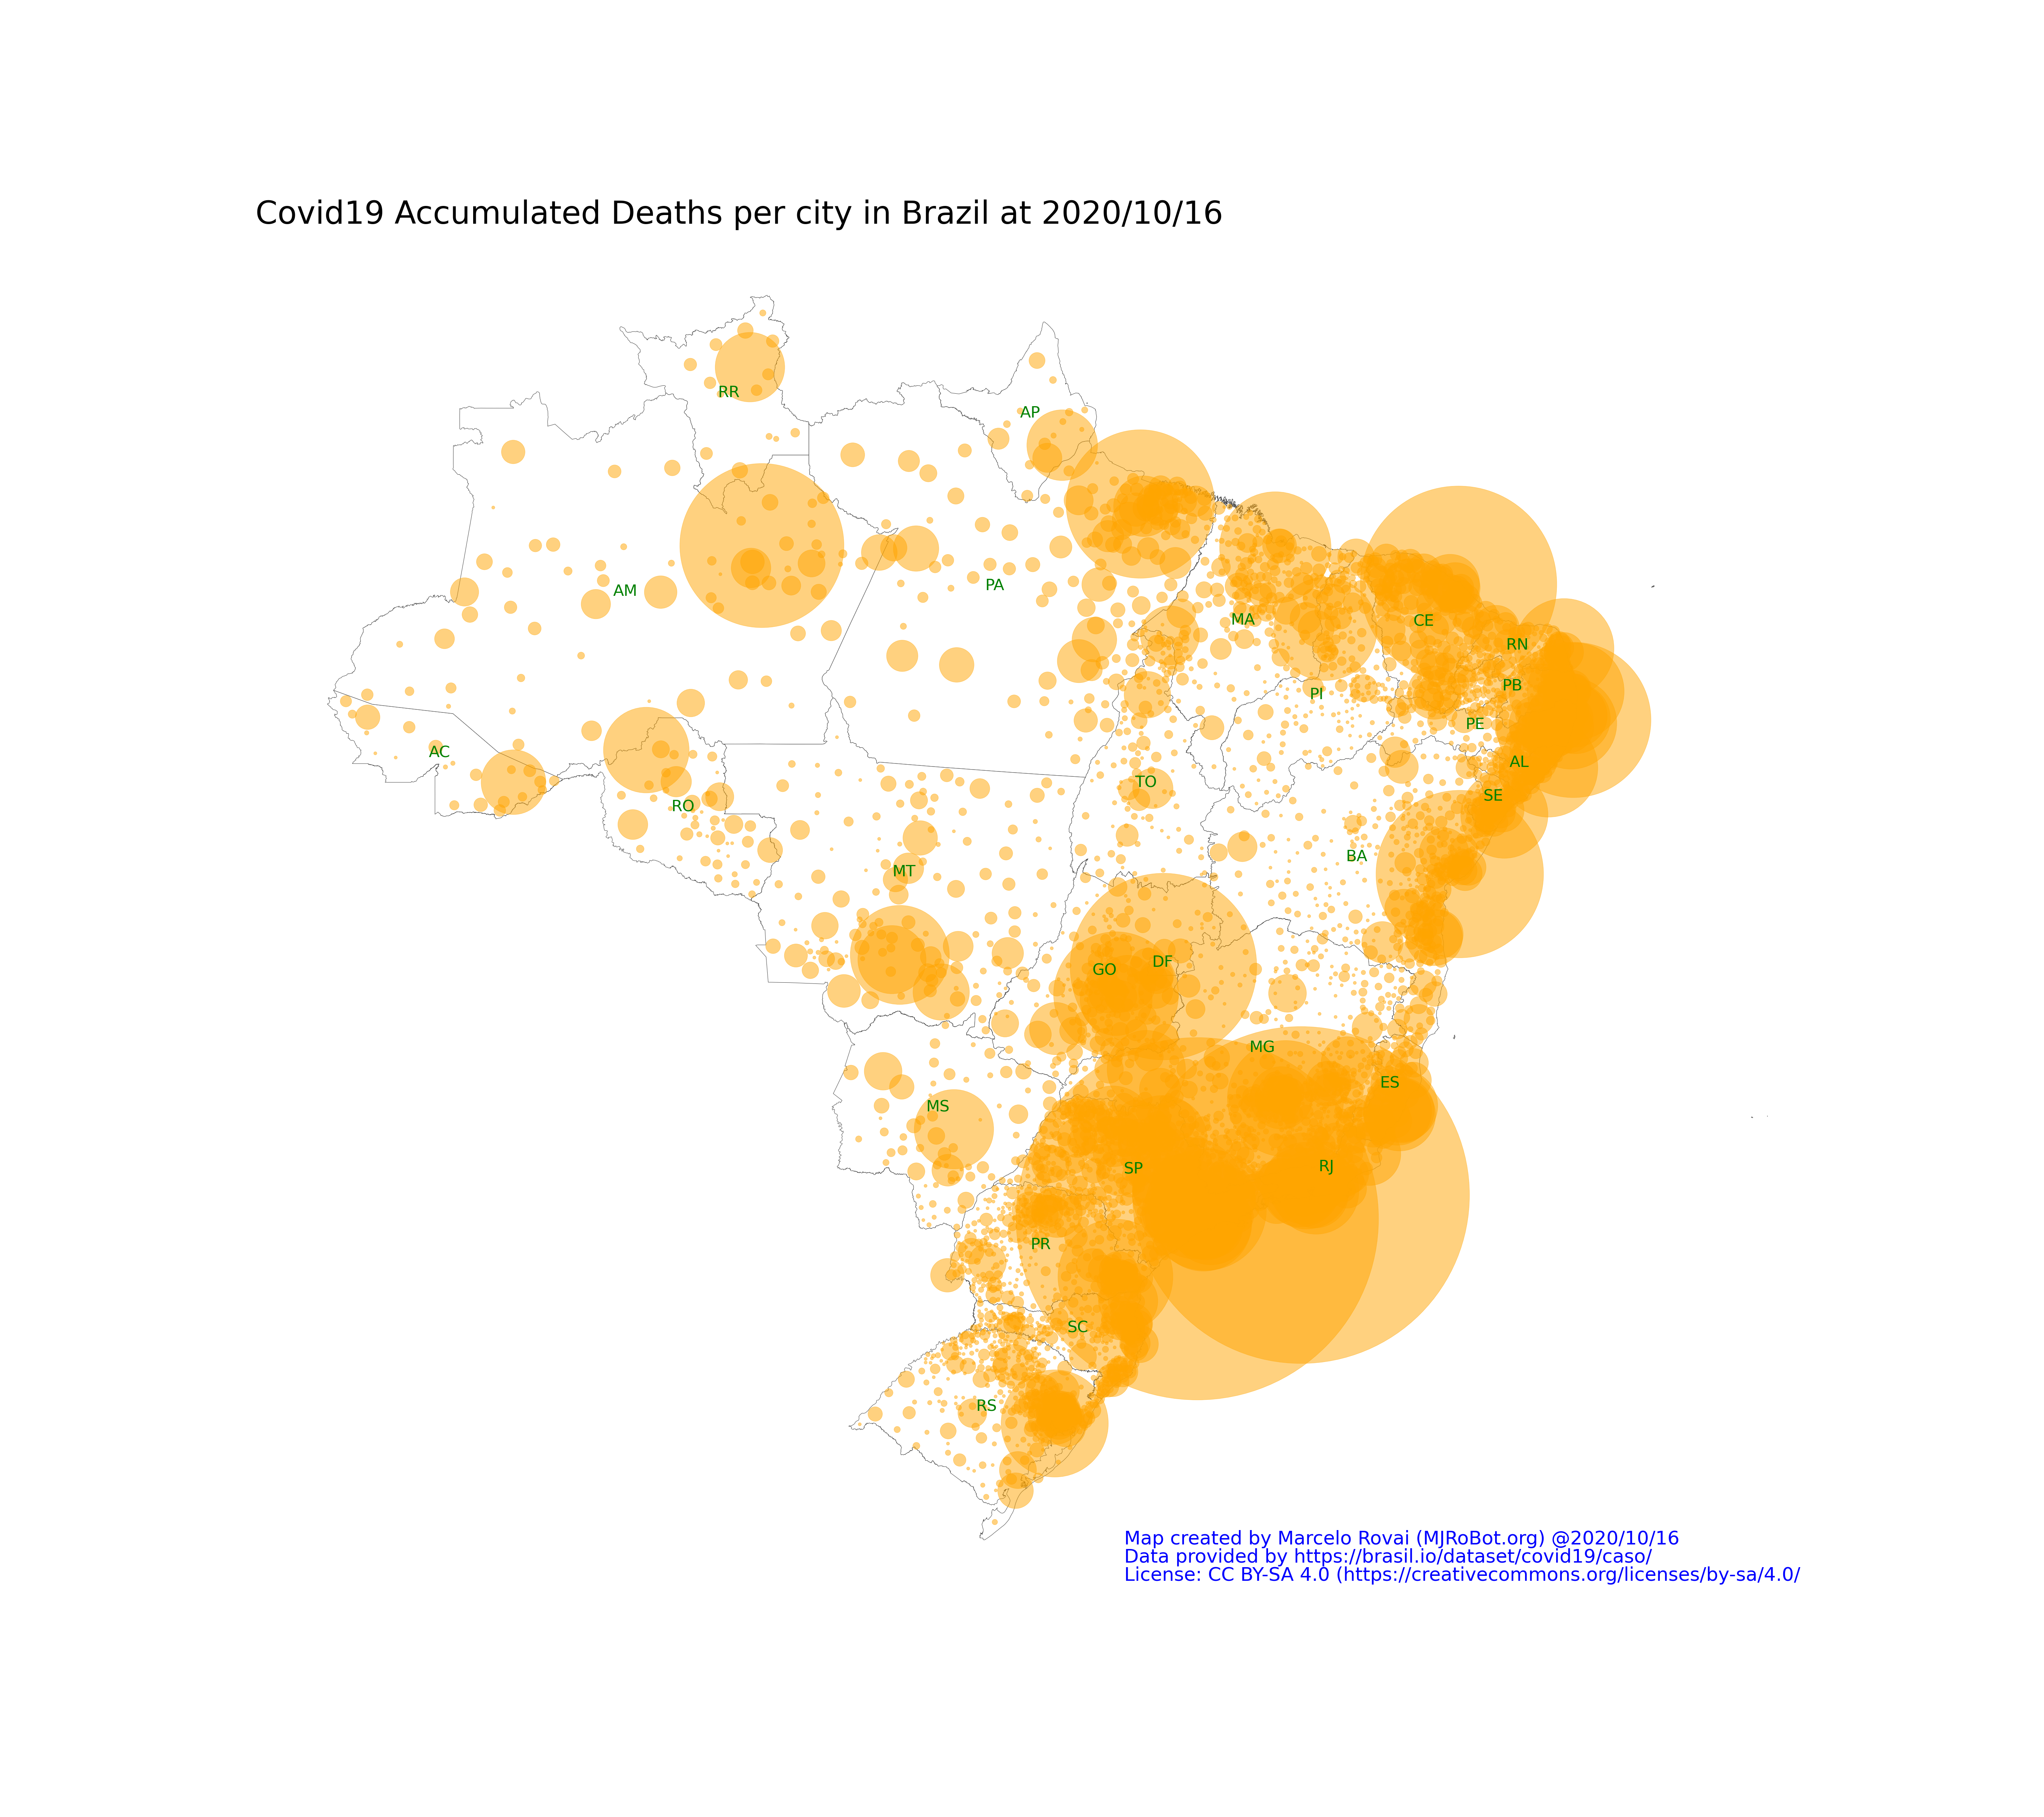 Covid19 Accumulated Deaths per city in Brazil at 2020/10/16
RR
AP
AM
PA
MA
CE
RN
PI
PB
PE
AC
AL
TO
SE
RO
BA
MT
DF
GO
MG
ES
MS
RJ
SP
PR
SC
RS
Map created by Marcelo Rovai (MJRoBot.org) @2020/10/16
Data provided by https://brasil.io/dataset/covid19/caso/
License: CC BY-SA 4.0 (https://creativecommons.org/licenses/by-sa/4.0/